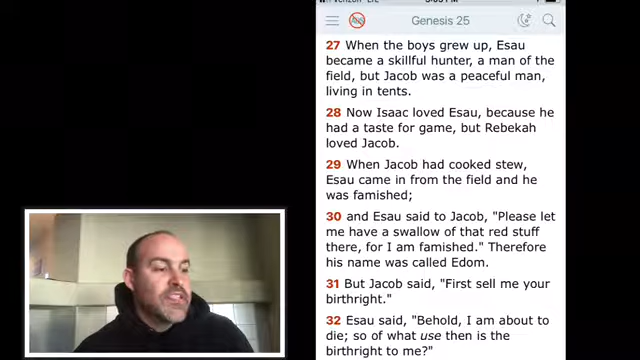 Genesis 25
27 When the boys grew up, Esau
became a skillful hunter, a man of the
field, but Jacob was a peaceful man,
living in tents.
28 Now Isaac loved Esau, because he
had a taste for game, but Rebekah
loved Jacob.
29 When Jacob had cooked stew,
Esau came in from the field and he
was famished;
30 and Esau said to Jacob, "Please let
me have a swallow of that red stuff
there, for I am famished." Therefore
his name was called Edom.
31 But Jacob said, "First sell me your
birthright."
32 Esau said, "Behold, I am about to
die; so of what use then is the
birthright to me?"